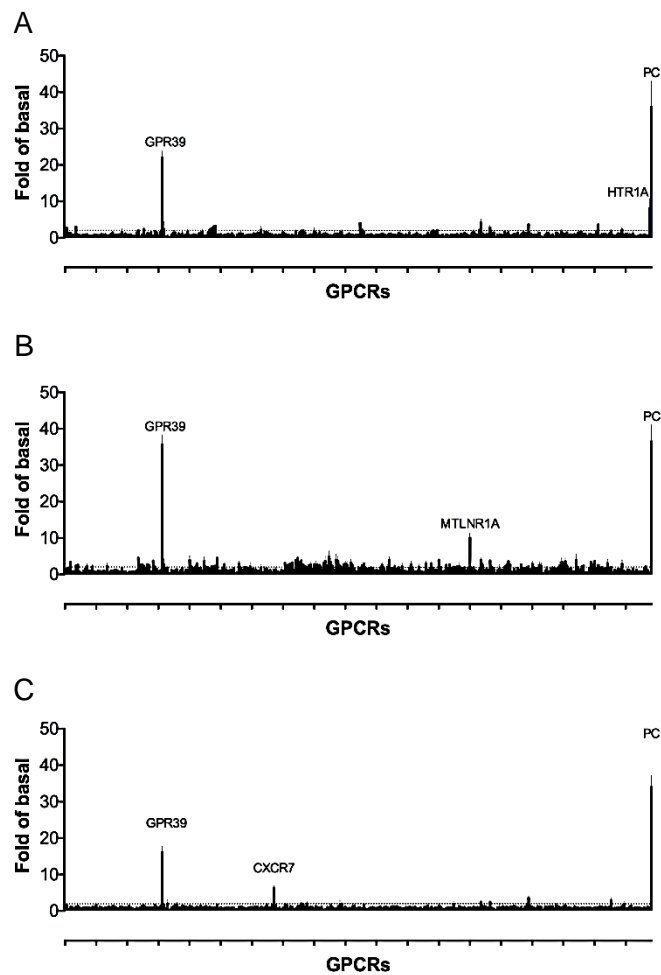 A
50
40
30
20
10
0
Fold of basal
GPR39
HTR1A
PC
GPCRs
B
50
40
30
20
10
0
Fold of basal
GPR39
MTLNR1A
PC
GPCRs
C
50
40
30
20
10
0
Fold of basal
GPR39
CXCR7
PC
GPCRs